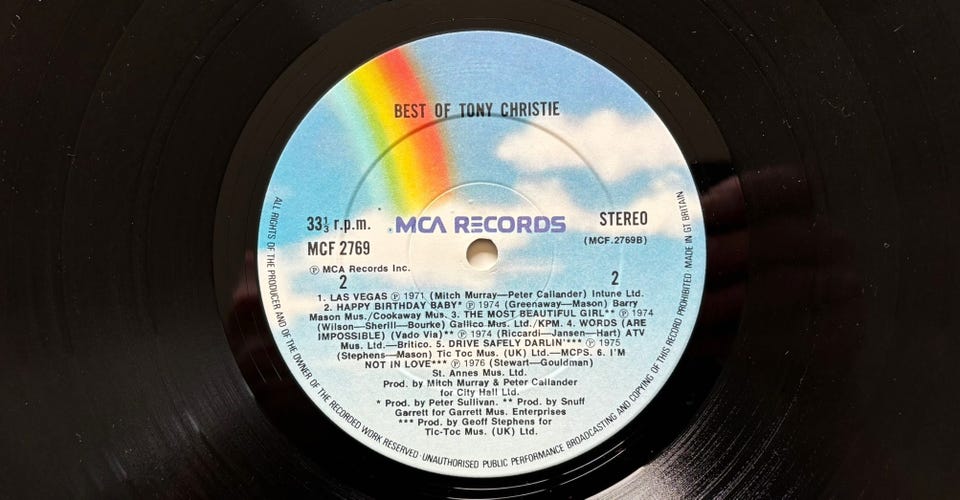 BEST OF TONY CHRISTIE
33⅓ r.p.m.
MCA RECORDS
STEREO
MCF 2769
(MCF.2769B)
Ⓟ MCA Records Inc.
2
2
1. LAS VEGAS Ⓟ 1971 (Mitch Murray—Peter Callander) Intune Ltd.
2. HAPPY BIRTHDAY BABY* Ⓟ 1974 (Greenaway—Mason) Barry
Mason Mus./Cookaway Mus. 3. THE MOST BEAUTIFUL GIRL** Ⓟ 1974
(Wilson—Sherill—Bourke) Gallico Mus. Ltd./KPM. 4. WORDS (ARE
IMPOSSIBLE) (Vado Via)** Ⓟ 1974 (Riccardi—Jansen—Hart) ATV
Mus. Ltd.—Britico. 5. DRIVE SAFELY DARLIN'*** Ⓟ 1975
(Stephens—Mason) Tic Toc Mus. (UK) Ltd.—MCPS. 6. I'M
NOT IN LOVE*** Ⓟ 1976 (Stewart—Gouldman)
St. Annes Mus. Ltd.
Prod. by Mitch Murray & Peter Callander
for City Hall Ltd.
* Prod. by Peter Sullivan. ** Prod. by Snuff
Garrett for Garrett Mus. Enterprises
*** Prod. by Geoff Stephens for
Tic-Toc Mus. (UK) Ltd.
ALL RIGHTS OF THE PRODUCER AND OF THE OWNER OF THE RECORDED WORK RESERVED · UNAUTHORISED PUBLIC PERFORMANCE BROADCASTING AND COPYING OF THIS RECORD PROHIBITED · MADE IN GT BRITAIN